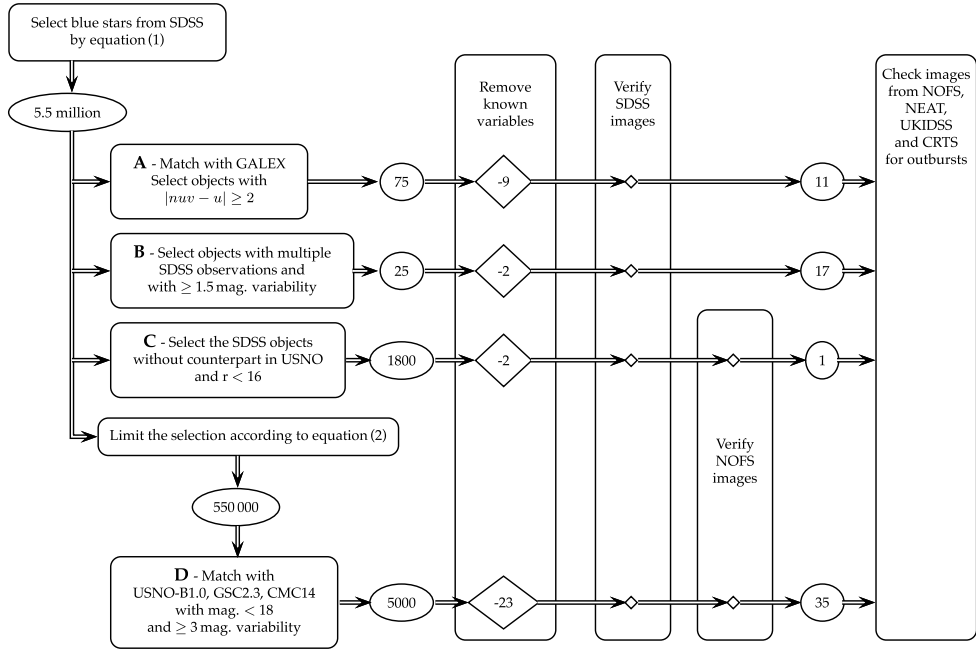 Select blue stars from SDSS
by equation (1)
5.5 million
A - Match with GALEX
Select objects with
|nuv − u| ≥ 2
75
Remove
known
variables
-9
Verify
SDSS
images
11
Check images
from NOFS,
NEAT,
UKIDSS
and CRTS
for outbursts
B - Select objects with multiple
SDSS observations and
with ≥ 1.5 mag. variability
25
-2
17
C - Select the SDSS objects
without counterpart in USNO
and r < 16
1800
-2
1
Limit the selection according to equation (2)
Verify
NOFS
images
550 000
D - Match with
USNO-B1.0, GSC2.3, CMC14
with mag. < 18
and ≥ 3 mag. variability
5000
-23
35